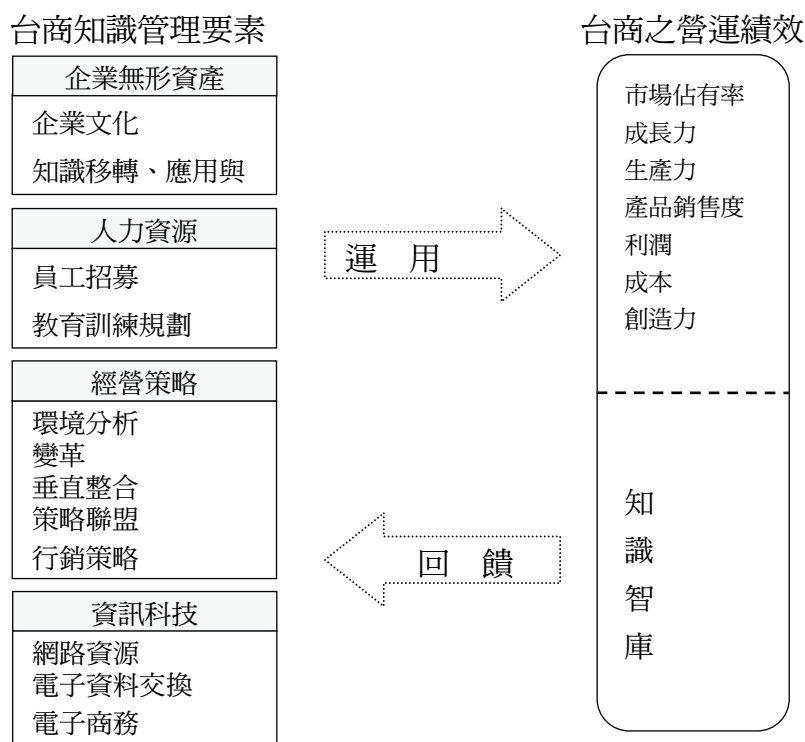 台商知識管理要素
企業無形資產
企業文化
知識移轉、應用與
人力資源
員工招募
教育訓練規劃
經營策略
環境分析
變革
垂直整合
策略聯盟
行銷策略
資訊科技
網路資源
電子資料交換
電子商務
運 用
回 饋
台商之營運績效
市場佔有率
成長力
生產力
產品銷售度
利潤
成本
創造力
知
識
智
庫